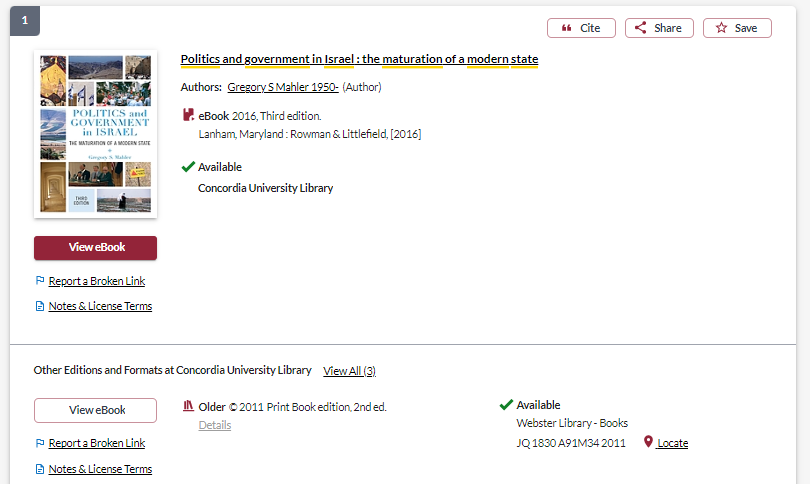 1
Cite
Share
Save
POLITICS and
GOVERNMENT
in ISRAEL
THE MATURATION OF A MODERN STATE
Gregory S. Mahler
THIRD
EDITION
Politics and government in Israel : the maturation of a modern state
Authors: Gregory S Mahler 1950- (Author)
eBook 2016, Third edition.
Lanham, Maryland : Rowman & Littlefield, [2016]
Available
Concordia University Library
View eBook
Report a Broken Link
Notes & License Terms
Other Editions and Formats at Concordia University Library View All (3)
View eBook
Report a Broken Link
Notes & License Terms
Older © 2011 Print Book edition, 2nd ed.
Details
Available
Webster Library - Books
JQ 1830 A91M34 2011 Locate